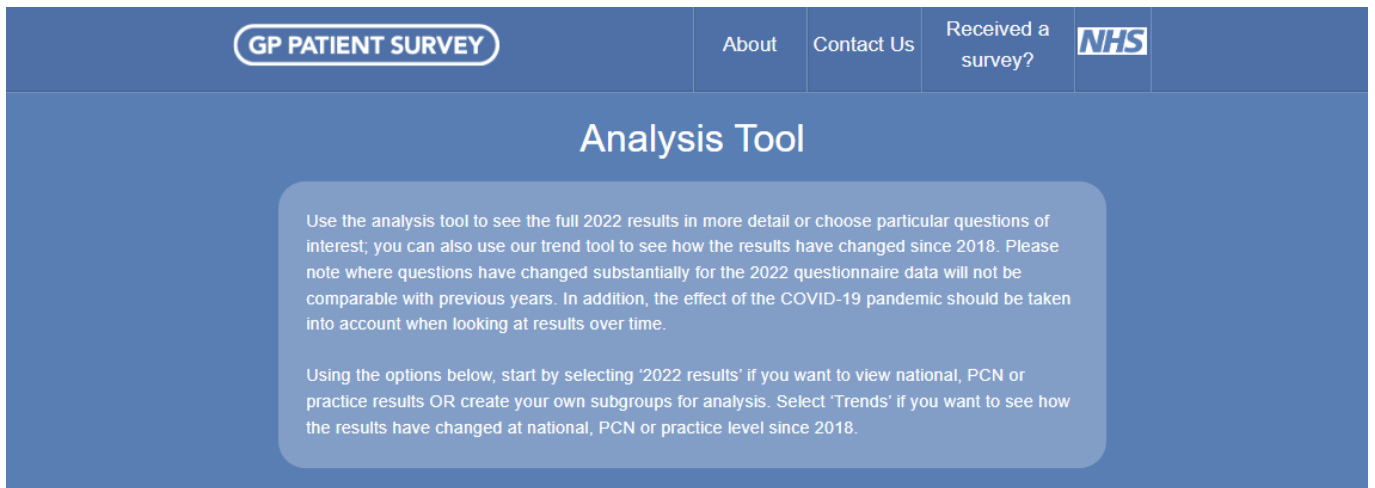 GP PATIENT SURVEY
About
Contact Us
Received a
survey?
NHS
Analysis Tool
Use the analysis tool to see the full 2022 results in more detail or choose particular questions of
interest; you can also use our trend tool to see how the results have changed since 2018. Please
note where questions have changed substantially for the 2022 questionnaire data will not be
comparable with previous years. In addition, the effect of the COVID-19 pandemic should be taken
into account when looking at results over time.
Using the options below, start by selecting ‘2022 results’ if you want to view national, PCN or
practice results OR create your own subgroups for analysis. Select ‘Trends’ if you want to see how
the results have changed at national, PCN or practice level since 2018.